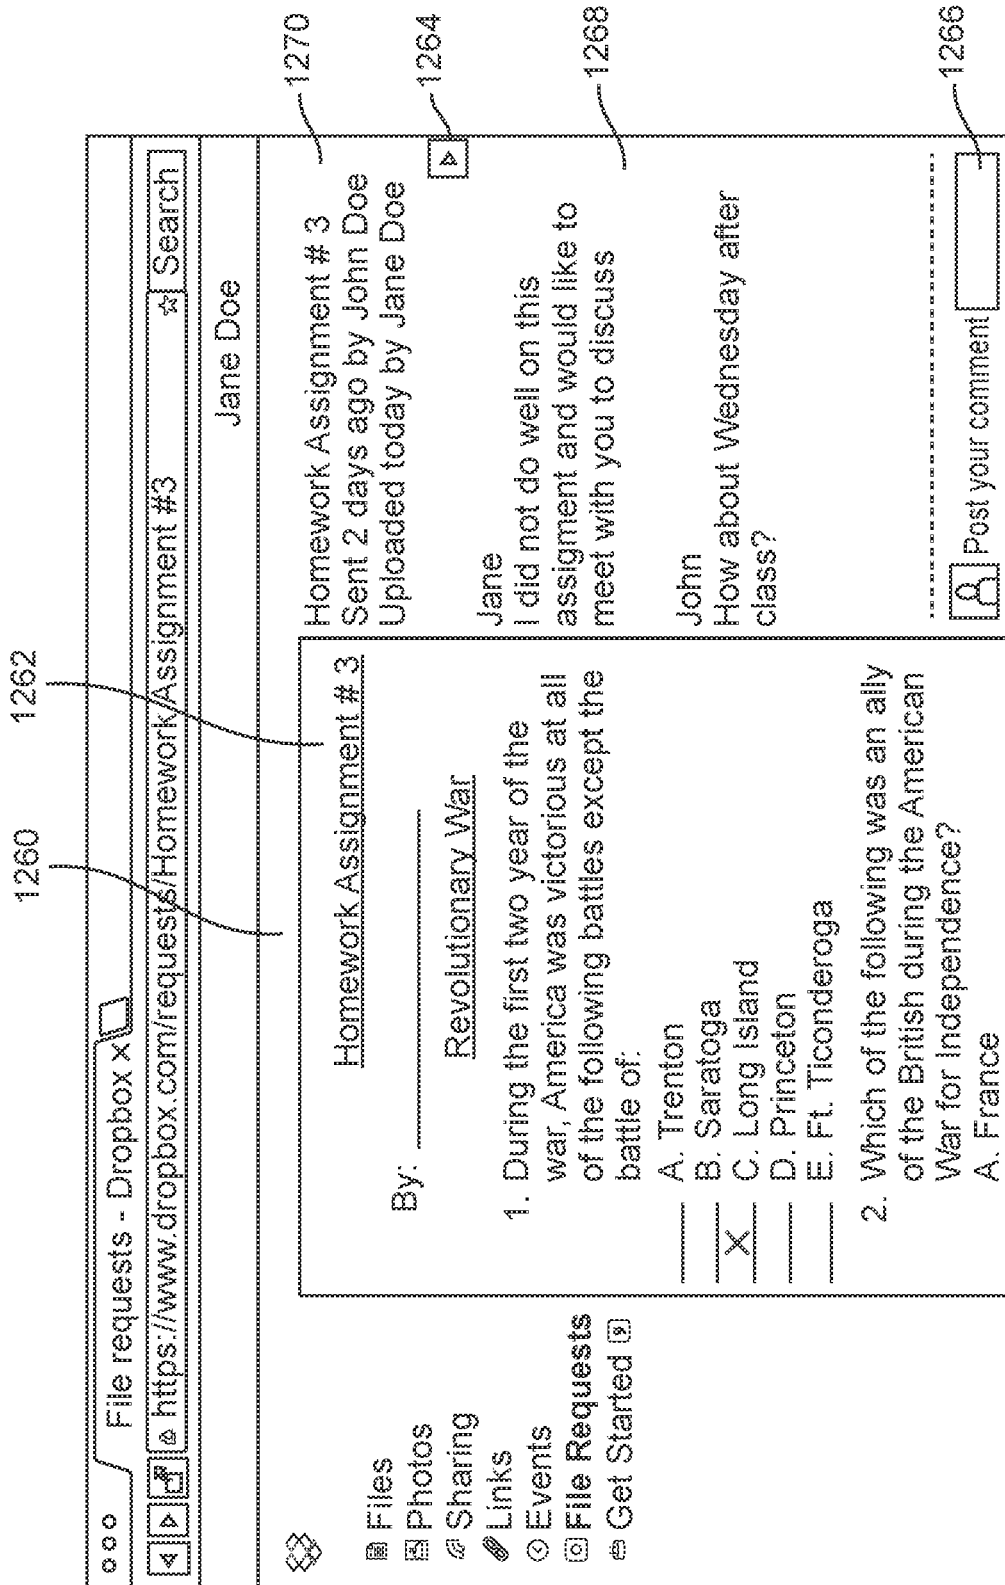 1260
1262
File requests - Dropbox x
https://www.dropbox.com/requests/Homework/Assignment #3
Search
Jane Doe
Files
Photos
Sharing
Links
Events
File Requests
Get Started
Homework Assignment # 3
By:
Revolutionary War
1. During the first two year of the
war, America was victorious at all
of the following battles except the
battle of:
A. Trenton
B. Saratoga
X C. Long Island
D. Princeton
E. Ft. Ticonderoga
2. Which of the following was an ally
of the British during the American
War for Independence?
A. France
Homework Assignment # 3
Sent 2 days ago by John Doe
Uploaded today by Jane Doe
Jane
I did not do well on this
assigment and would like to
meet with you to discuss
John
How about Wednesday after
class?
Post your comment
1270
1264
1268
1266